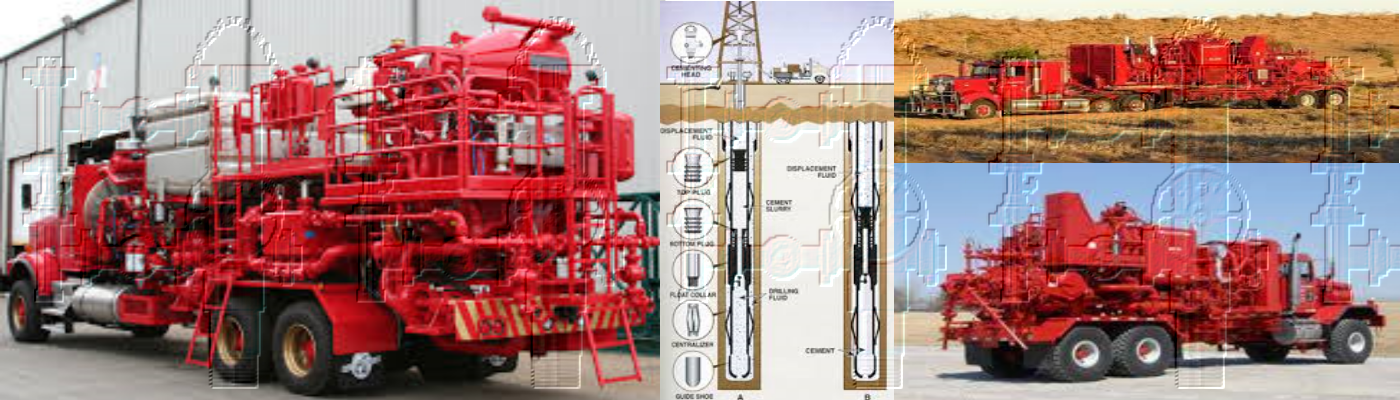 CEMENTING
HEAD
DISPLACEMENT
FLUID
TOP PLUG
BOTTOM PLUG
FLOAT COLLAR
CENTRALIZER
GUIDE SHOE
CEMENT
SLURRY
DRILLING
FLUID
A
DISPLACEMENT
FLUID
CEMENT
B